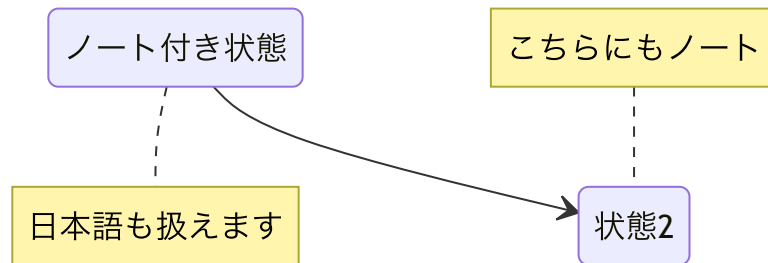 ノート付き状態
こちらにもノート
日本語も扱えます
状態2